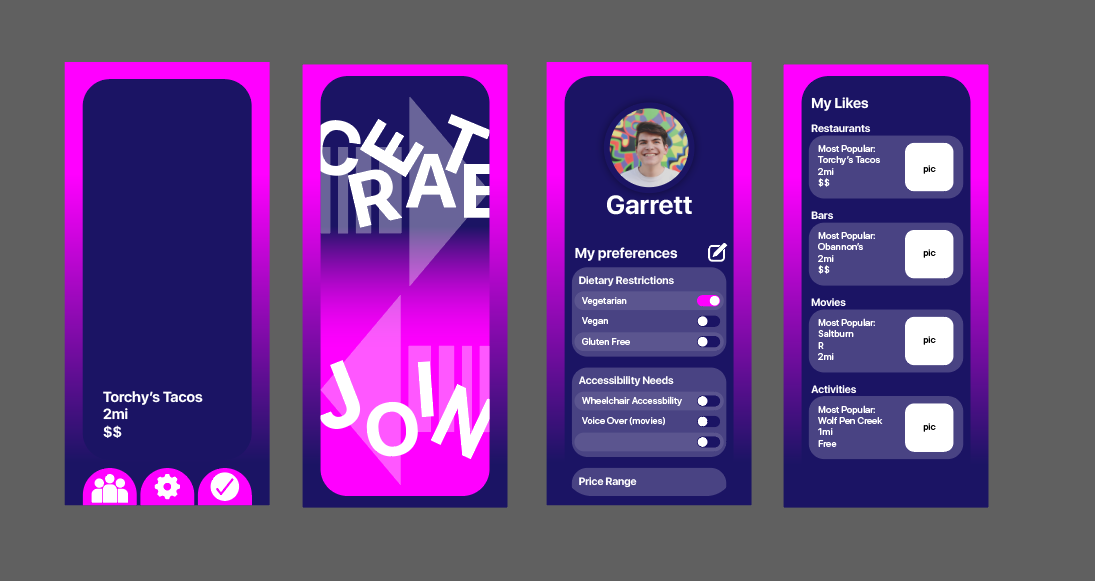 Torchy's Tacos
2mi
$$
CREATE
JOIN
Garrett
My preferences
Dietary Restrictions
Vegetarian
Vegan
Gluten Free
Accessibility Needs
Wheelchair Accessbility
Voice Over (movies)
Price Range
My Likes
Restaurants
Most Popular:
Torchy's Tacos
2mi
$$
pic
Bars
Most Popular:
Obannon's
2mi
$$
pic
Movies
Most Popular:
Saltburn
R
2mi
pic
Activities
Most Popular:
Wolf Pen Creek
1mi
Free
pic